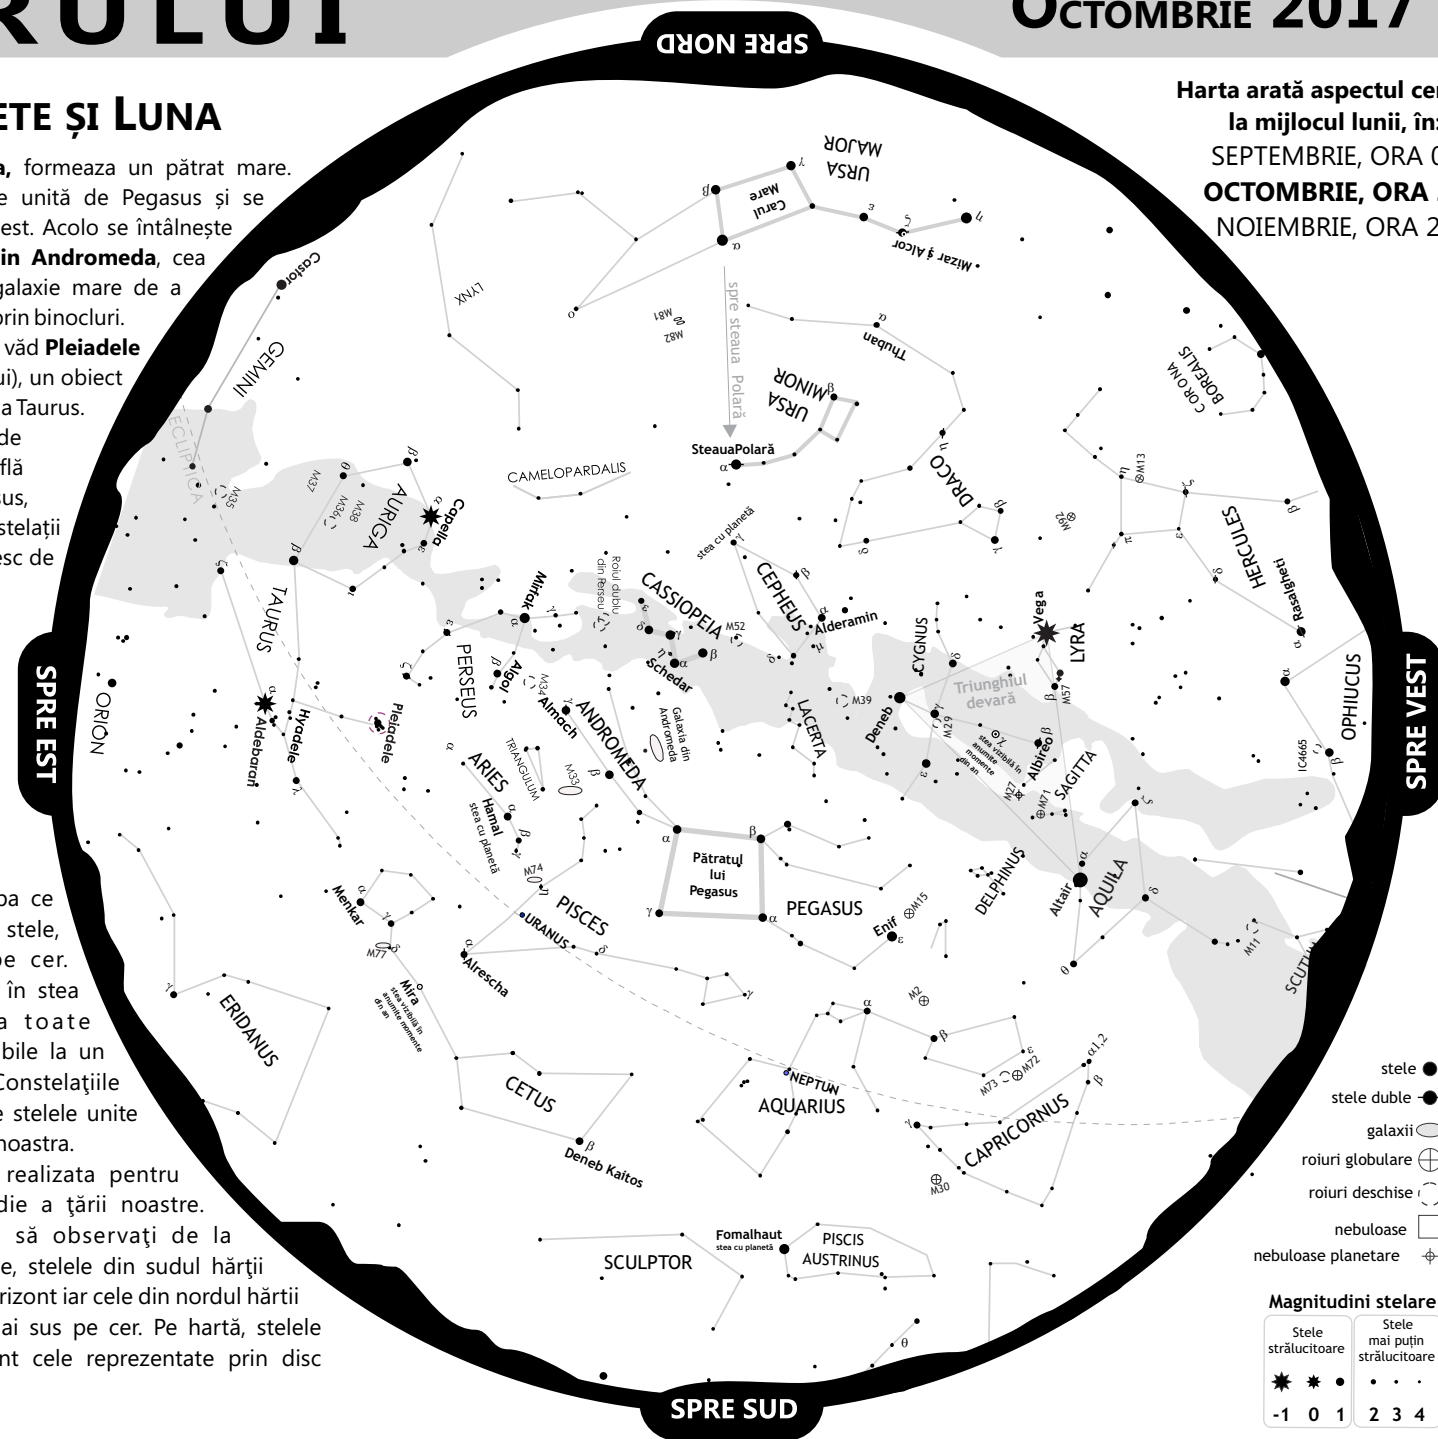 RULUI
OCTOMBRIE 2017
SPRE NORD
ETE ȘI LUNA
a, formeaza un pătrat mare.
e unită de Pegasus și se
est. Acolo se întâlnește
in Andromeda, cea
galaxie mare de a
prin binocluri.
văd Pleiadele
ui), un obiect
a Taurus.
de
flă
sus,
stelații
esc de
Harta arată aspectul cer
la mijlocul lunii, în:
SEPTEMBRIE, ORA 0
OCTOMBRIE, ORA
NOIEMBRIE, ORA 2
URSA
MAJOR
Carul
Mare
β
γ
α
ε
ζ
η
Mizar și Alcor
ο
LYNX
M81
M82
spre steaua Polară
α
Thuban
URSA
MINOR
β
SteauaPolară
α
Castor
GEMINI
ECLIPTICA
M35
M37
M36
M38
θ
β
AURIGA
α
Capella
ε
ι
CAMELOPARDALIS
DRACO
η
β
γ
δ
M92
M13
η
ζ
π
ε
β
δ
HERCULES
Rasalgheti
α
CORONA
BOREALIS
stea cu planetă
γ
β
CEPHEUS
α
Alderamin
μ
δ
CASSIOPEIA
ε
δ
γ
η
α
β
Schedar
M52
Roiul dublu
din Perseu
Mirfak
α
γ
ε
ζ
PERSEUS
β
Algol
M34
γ
Almach
ANDROMEDA
β
Galaxia din
Andromeda
LACERTA
M39
CYGNUS
δ
Deneb
γ
M29
ε
Triunghiul
devară
Vega
LYRA
β
M57
χ
stea vizibilă în
anumite
momente
din an
Albireo
β
M27
M71
SAGITTA
OPHIUCUS
α
β
IC4665
SPRE EST
SPRE VEST
ORION
TAURUS
ζ
β
α
Aldebaran
Hyadele
λ
Pleiadele
α
ARIES
Hamal
stea cu planetă
α
β
γ
TRIANGULUM
M33
M74
η
PISCES
URANUS
α
Alrescha
δ
γ
α
β
Pătratul
lui
Pegasus
γ
α
PEGASUS
Enif
ε
M15
DELPHINUS
Altair
α
AQUILA
ζ
δ
θ
M11
SCUTUM
Menkar
α
γ
δ
M77
Mira
stea vizibilă în
anumite momente
din an
ERIDANUS
γ
CETUS
β
Deneb Kaitos
M2
α
β
NEPTUN
AQUARIUS
ε
M73
M72
α1,2
β
γ
CAPRICORNUS
M30
SCULPTOR
Fomalhaut
stea cu planetă
PISCIS
AUSTRINUS
θ
SPRE SUD
pa ce
stele,
pe cer.
în stea
a toate
bile la un
Constelațiile
e stelele unite
noastra.
realizata pentru
die a țării noastre.
să observați de la
e, stelele din sudul hărții
rizont iar cele din nordul hărtii
ai sus pe cer. Pe hartă, stelele
nt cele reprezentate prin disc
stele
stele duble
galaxii
roiuri globulare
roiuri deschise
nebuloase
nebuloase planetare
Magnitudini stelare
Stele
strălucitoare
Stele
mai puțin
strălucitoare
-1 0 1
2 3 4